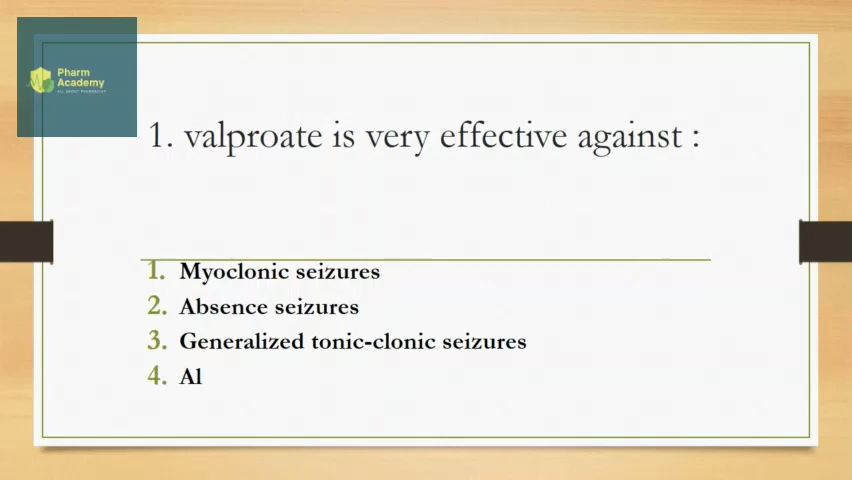 Pharm
Academy
1. valproate is very effective against :
1. Myoclonic seizures
2. Absence seizures
3. Generalized tonic-clonic seizures
4. Al